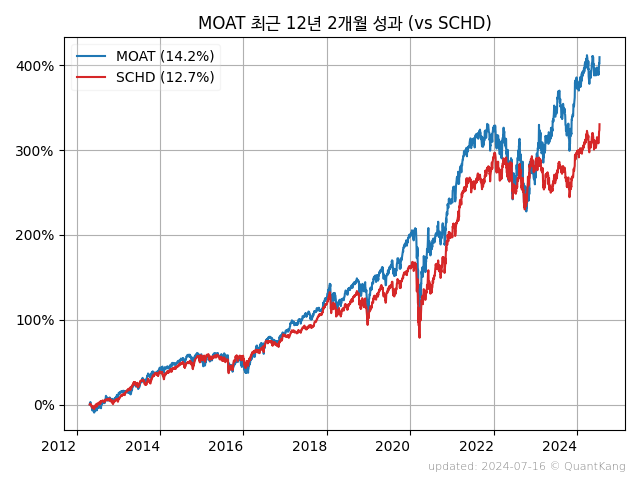 MOAT 최근 12년 2개월 성과 (vs SCHD)
MOAT (14.2%)
SCHD (12.7%)
400%
300%
200%
100%
0%
2012 2014 2016 2018 2020 2022 2024
updated: 2024-07-16 © QuantKang